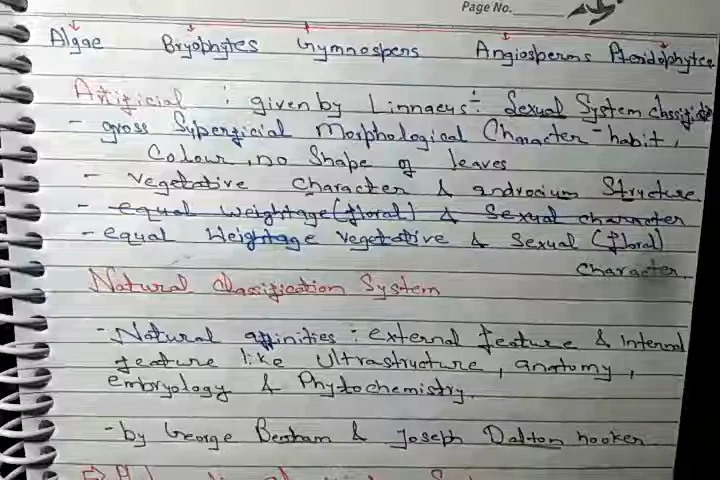 Page No.
Algae Bryophytes Gymnospens Angiosperms Pteridophytes
Artificial : given by Linnaeus:- Sexual System classific
- gross Superficial Morphological Character - habit,
Colour, no Shape of leaves
- vegetative character & androcium Structure
- equal weightage (floral) & Sexual character
- equal Weightage vegetative & Sexual (floral)
character.
Natural classification System
- Natural affinities : external feature & Internal
feature like Ultrastructure, anatomy,
embryology & Phytochemistry.
- by George Bentham & Joseph Dalton hooker